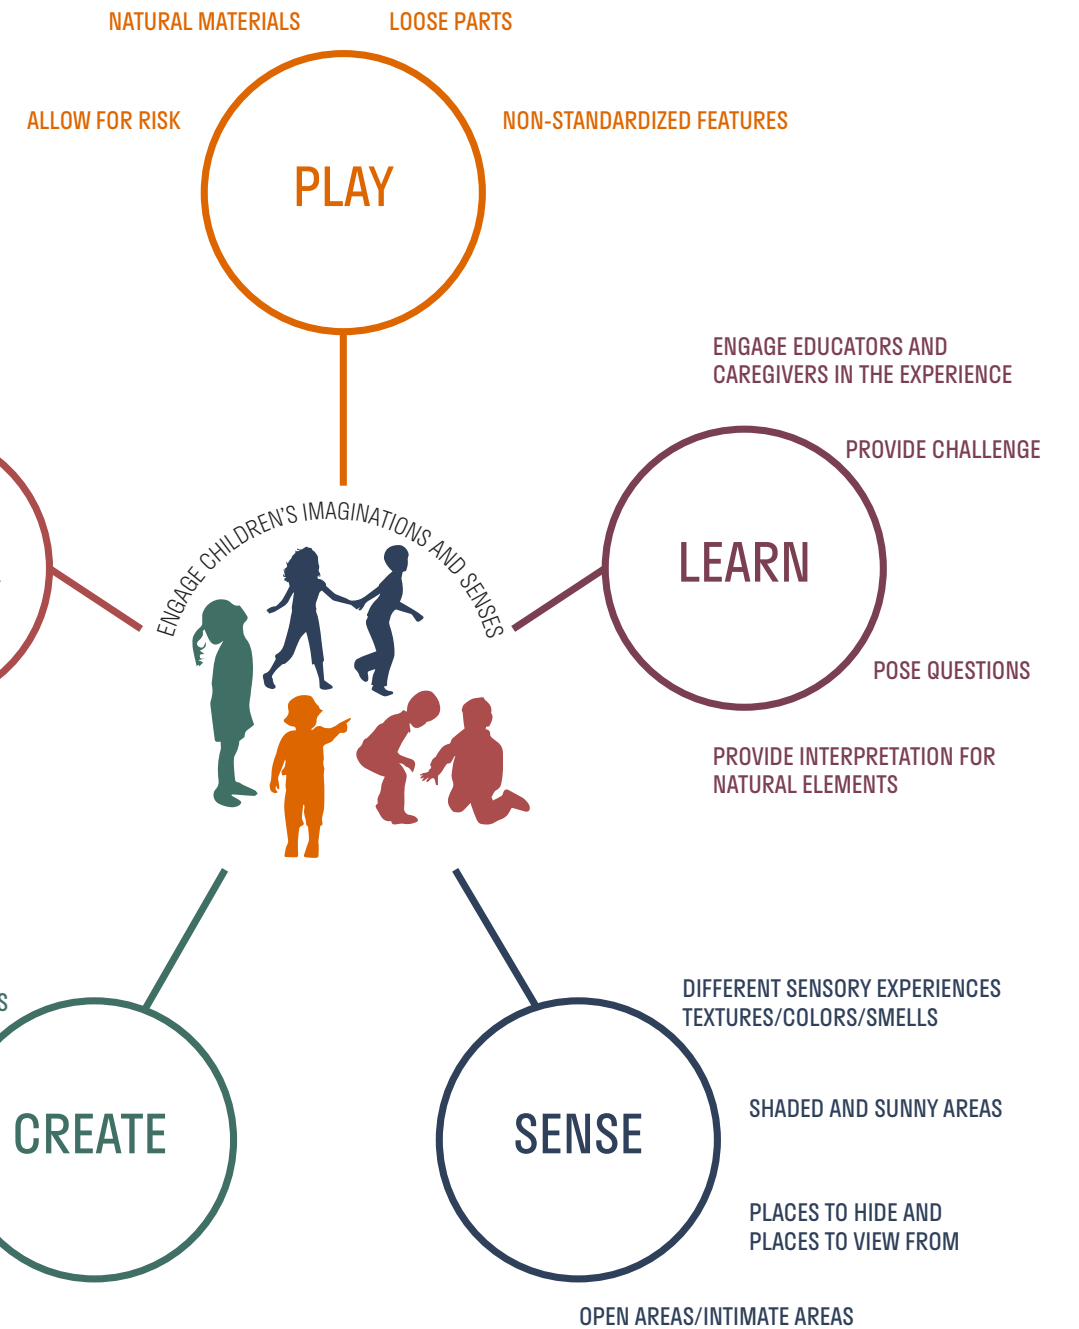 NATURAL MATERIALS
LOOSE PARTS
ALLOW FOR RISK
NON-STANDARDIZED FEATURES
PLAY
ENGAGE EDUCATORS AND
CAREGIVERS IN THE EXPERIENCE
PROVIDE CHALLENGE
LEARN
POSE QUESTIONS
PROVIDE INTERPRETATION FOR
NATURAL ELEMENTS
ENGAGE CHILDREN'S IMAGINATIONS AND SENSES
S
CREATE
DIFFERENT SENSORY EXPERIENCES
TEXTURES/COLORS/SMELLS
SENSE
SHADED AND SUNNY AREAS
PLACES TO HIDE AND
PLACES TO VIEW FROM
OPEN AREAS/INTIMATE AREAS